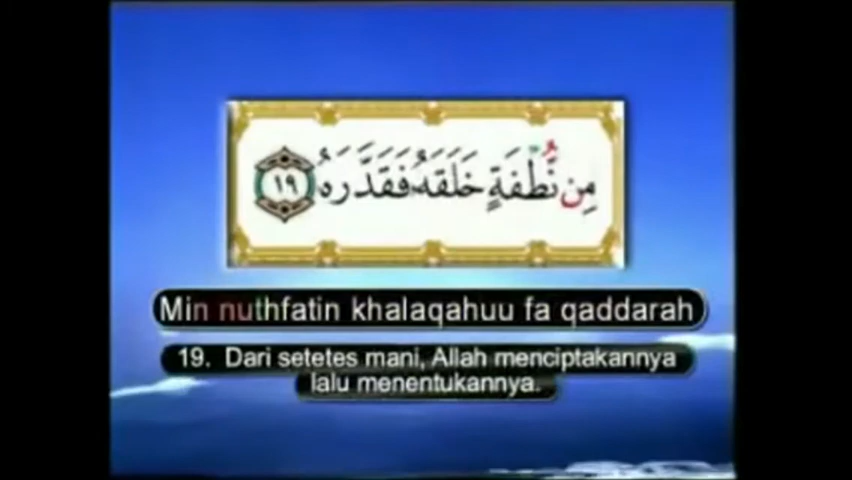 مِن نُّطْفَةٍ خَلَقَهُ فَقَدَّرَهُ ١٩
Min nuthfatin khalaqahuu fa qaddarah
19. Dari setetes mani, Allah menciptakannya
lalu menentukannya.